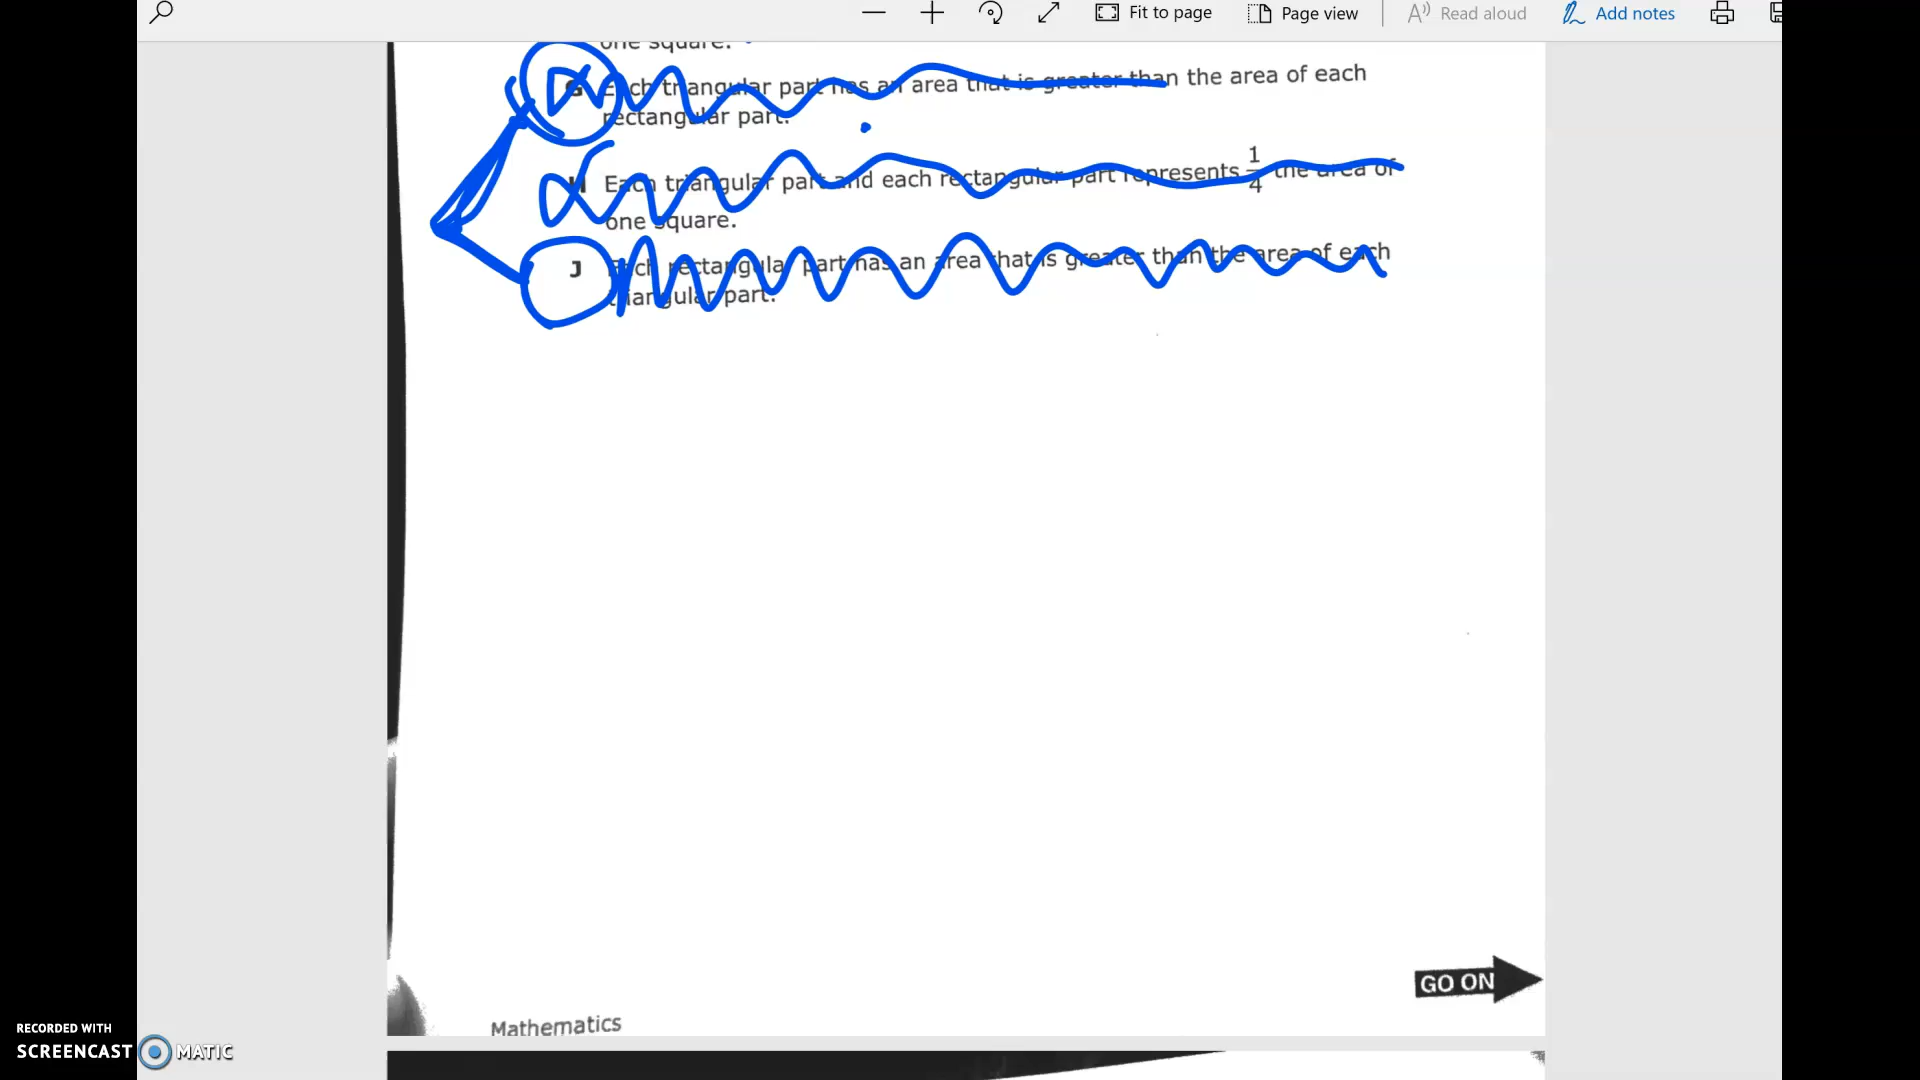 Fit to page
Page view
Read aloud
Add notes
one square.
G Each triangular part has an area that is greater than the area of each
rectangular part.
H Each triangular part and each rectangular part represents 1/4 the area of
one square.
J Each rectangular part has an area that is greater than the area of each
triangular part.
GO ON
Mathematics
RECORDED WITH
SCREENCAST MATIC